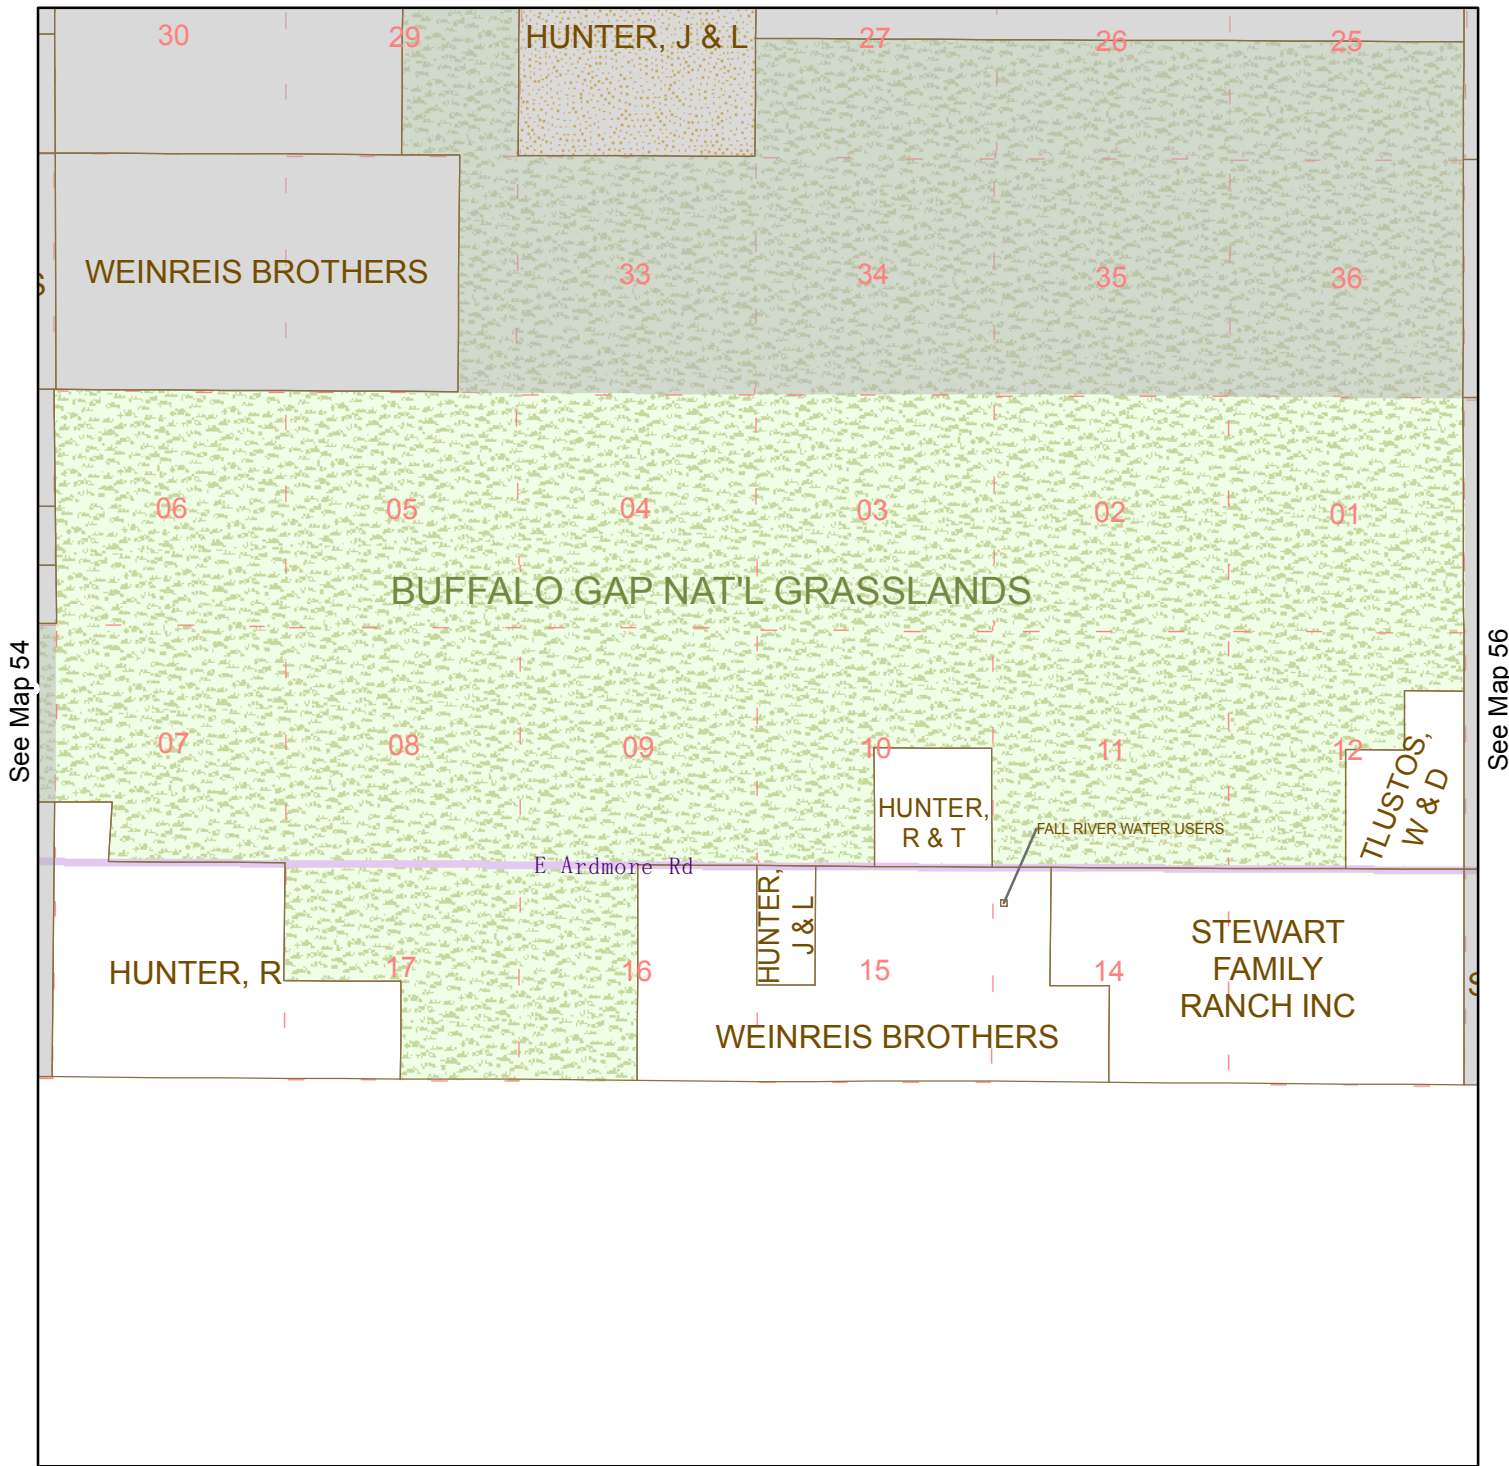 30
29
HUNTER, J & L
27
26
25
WEINREIS BROTHERS
33
34
35
36
06
05
04
03
02
01
BUFFALO GAP NAT'L GRASSLANDS
See Map 54
See Map 56
07
08
09
10
11
12
TLUSTOS,
W & D
HUNTER,
R & T
FALL RIVER WATER USERS
E Ardmore Rd
HUNTER,
J & L
HUNTER, R
17
16
15
14
STEWART
FAMILY
RANCH INC
WEINREIS BROTHERS